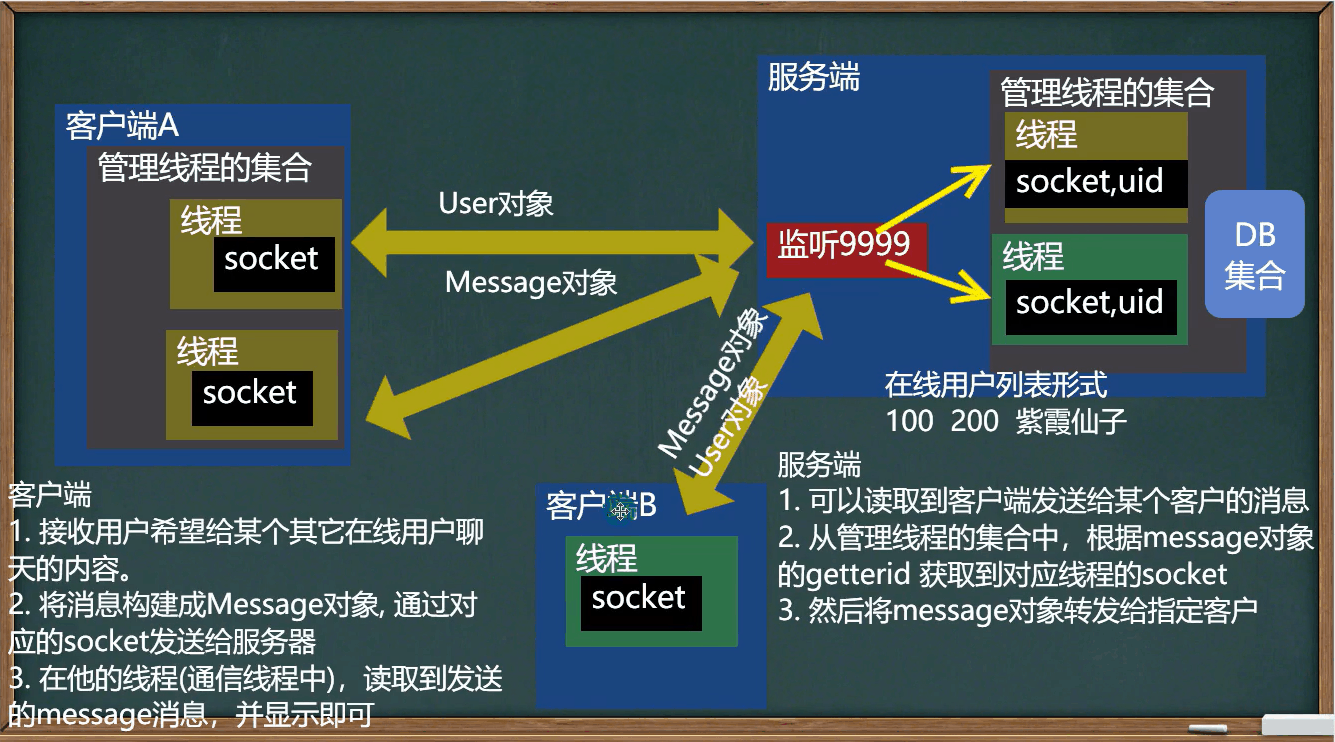 客户端A
管理线程的集合
线程
socket
线程
socket
User对象
Message对象
服务端
监听9999
管理线程的集合
线程
socket,uid
线程
socket,uid
DB
集合
Message对象
User对象
在线用户列表形式
100 200 紫霞仙子
客户端B
线程
socket
客户端
1. 接收用户希望给某个其它在线用户聊
天的内容。
2. 将消息构建成Message对象, 通过对
应的socket发送给服务器
3. 在他的线程(通信线程中)，读取到发送
的message消息，并显示即可
服务端
1. 可以读取到客户端发送给某个客户的消息
2. 从管理线程的集合中，根据message对象
的getterid 获取到对应线程的socket
3. 然后将message对象转发给指定客户